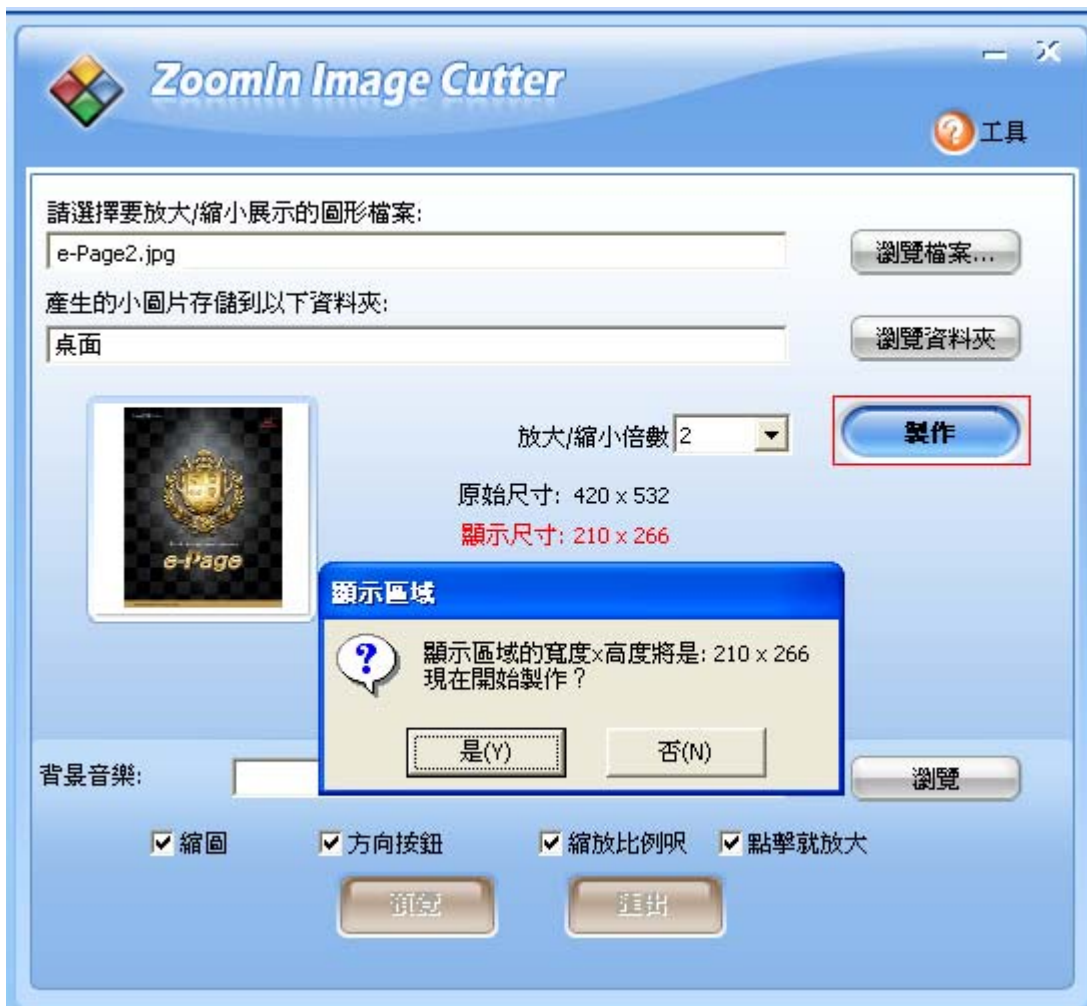 ZoomIn Image Cutter
工具
請選擇要放大/縮小展示的圖形檔案:
e-Page2.jpg
瀏覽檔案...
產生的小圖片存儲到以下資料夾:
桌面
瀏覽資料夾
放大/縮小倍數 2
製作
原始尺寸: 420 x 532
顯示尺寸: 210 x 266
e-Page
顯示區域
顯示區域的寬度x高度將是: 210 x 266
現在開始製作？
是(Y) 否(N)
背景音樂:
瀏覽
縮圖 方向按鈕 縮放比例呎 點擊就放大
預覽 匯出